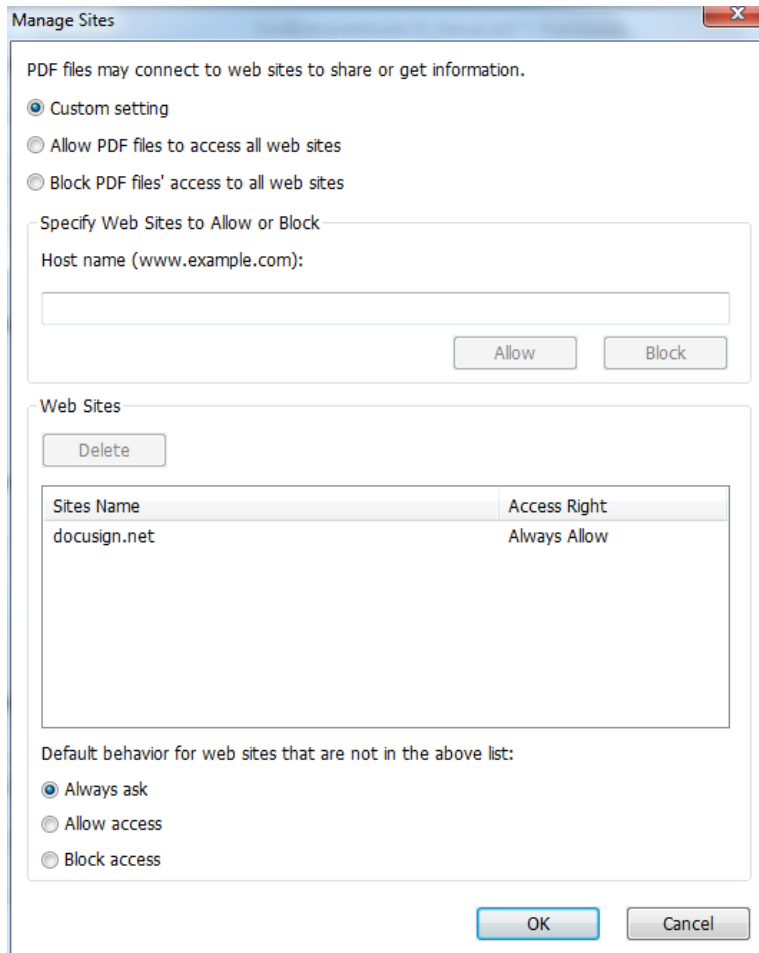 Manage Sites
PDF files may connect to web sites to share or get information.
Custom setting
Allow PDF files to access all web sites
Block PDF files' access to all web sites
Specify Web Sites to Allow or Block
Host name (www.example.com):
Allow Block
Web Sites
Delete
Sites Name Access Right
docusign.net Always Allow
Default behavior for web sites that are not in the above list:
Always ask
Allow access
Block access
OK Cancel